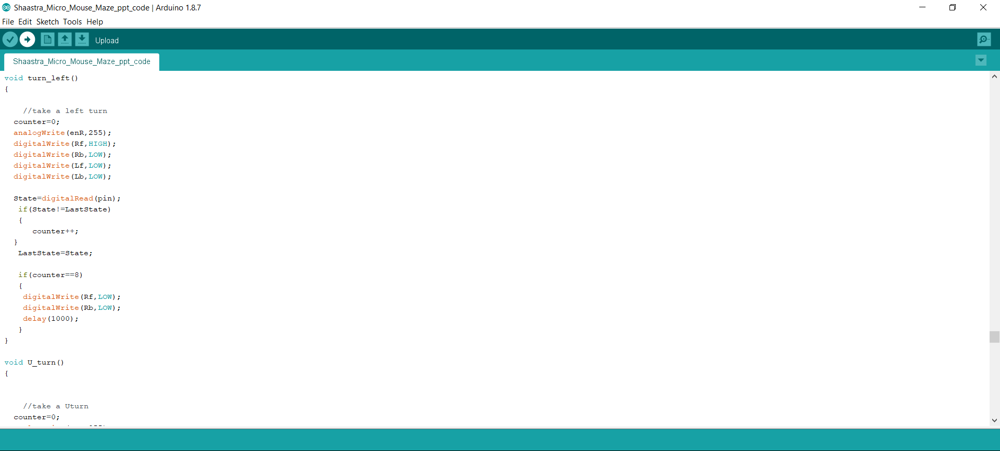 Shaastra_Micro_Mouse_Maze_ppt_code | Arduino 1.8.7
File Edit Sketch Tools Help
Upload
Shaastra_Micro_Mouse_Maze_ppt_code
void turn_left()
{
//take a left turn
counter=0;
analogWrite(enR,255);
digitalWrite(Rf,HIGH);
digitalWrite(Rb,LOW);
digitalWrite(Lf,LOW);
digitalWrite(Lb,LOW);
State=digitalRead(pin);
if(State!=LastState)
{
counter++;
}
LastState=State;
if(counter==8)
{
digitalWrite(Rf,LOW);
digitalWrite(Rb,LOW);
delay(1000);
}
}
void U_turn()
{
//take a Uturn
counter=0;